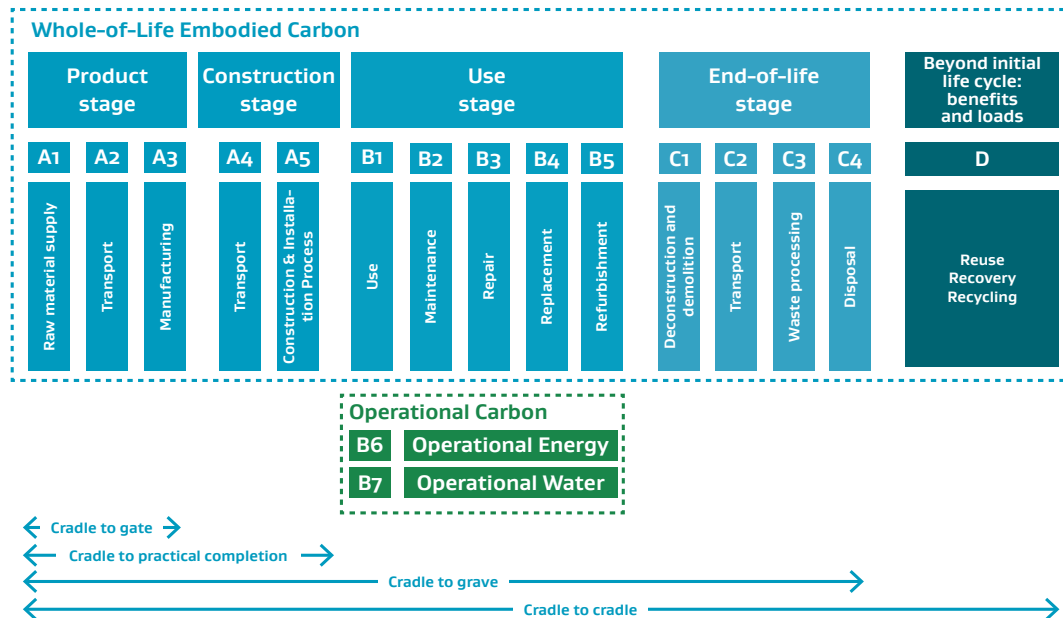 Whole-of-Life Embodied Carbon
Product
stage
Construction
stage
Use
stage
End-of-life
stage
Beyond initial
life cycle:
benefits
and loads
A1
A2
A3
A4
A5
B1
B2
B3
B4
B5
C1
C2
C3
C4
D
Raw material supply
Transport
Manufacturing
Transport
Construction & Installa-
tion Process
Use
Maintenance
Repair
Replacement
Refurbishment
Deconstruction and
demolition
Transport
Waste processing
Disposal
Reuse
Recovery
Recycling
Operational Carbon
B6 Operational Energy
B7 Operational Water
Cradle to gate
Cradle to practical completion
Cradle to grave
Cradle to cradle